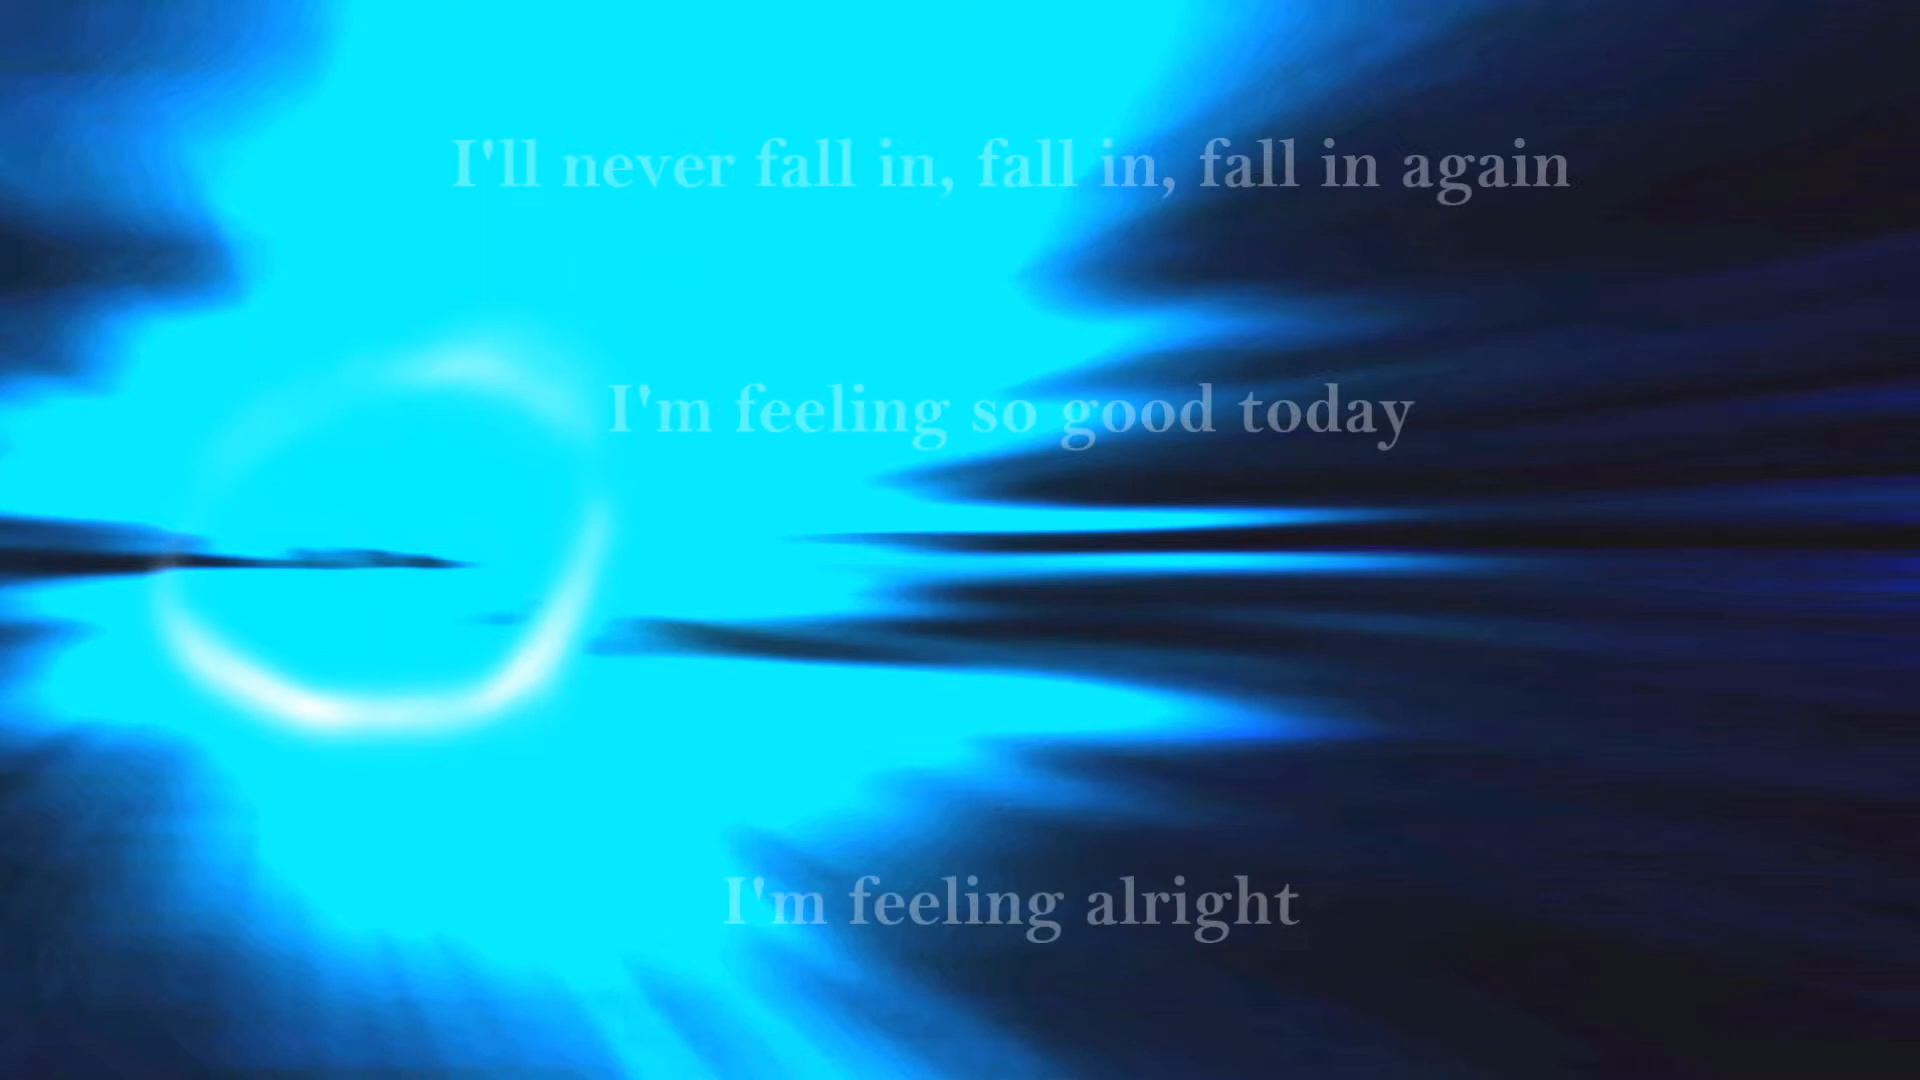 I'll never fall in, fall in, fall in again
I'm feeling so good today
I'm feeling alright